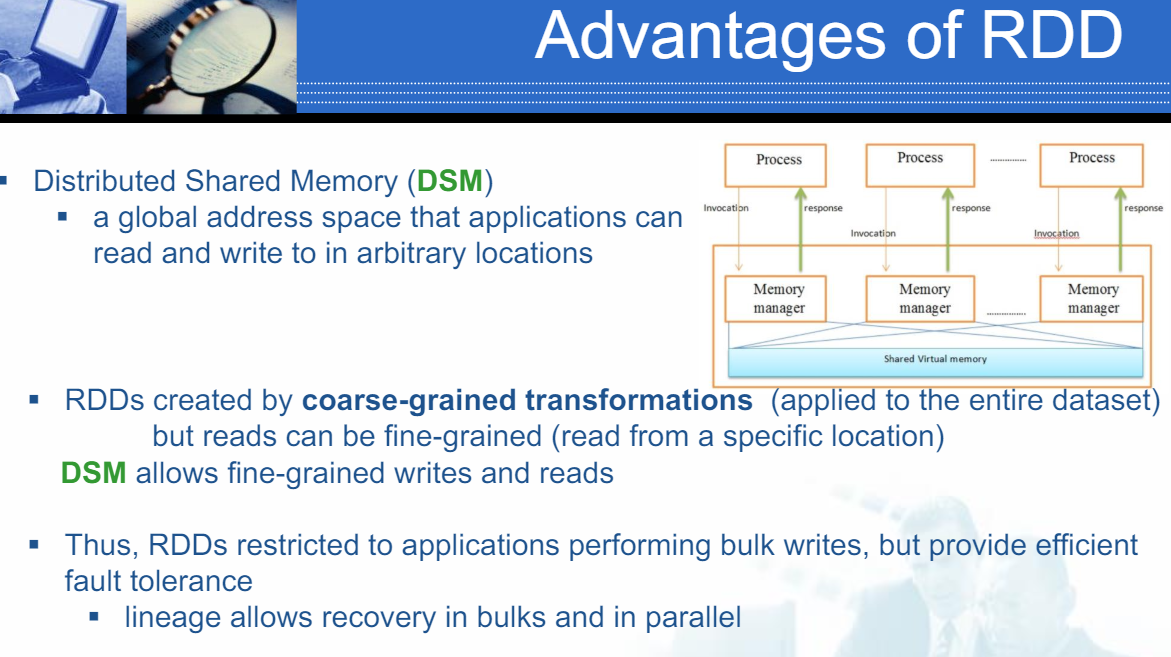 Advantages of RDD
▪ Distributed Shared Memory (DSM)
▪ a global address space that applications can
read and write to in arbitrary locations
Process
Process
..............
Process
Invocation
response
Invocation
response
Invocation
response
Memory
manager
Memory
manager
...............
Memory
manager
Shared Virtual memory
▪ RDDs created by coarse-grained transformations (applied to the entire dataset)
but reads can be fine-grained (read from a specific location)
DSM allows fine-grained writes and reads
▪ Thus, RDDs restricted to applications performing bulk writes, but provide efficient
fault tolerance
▪ lineage allows recovery in bulks and in parallel